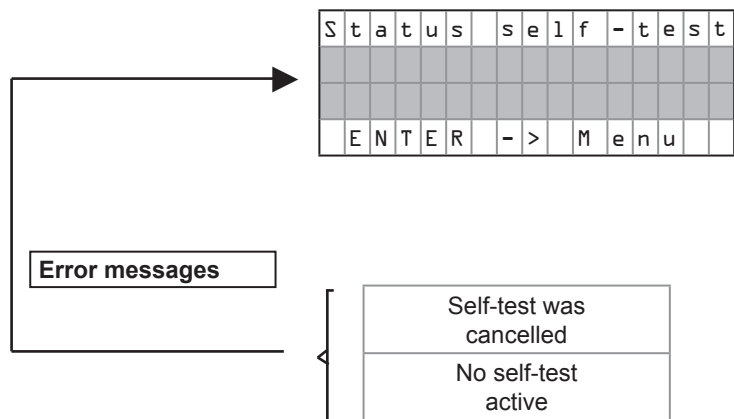 Status self-test
ENTER -> Menu
Error messages
Self-test was
cancelled
No self-test
active